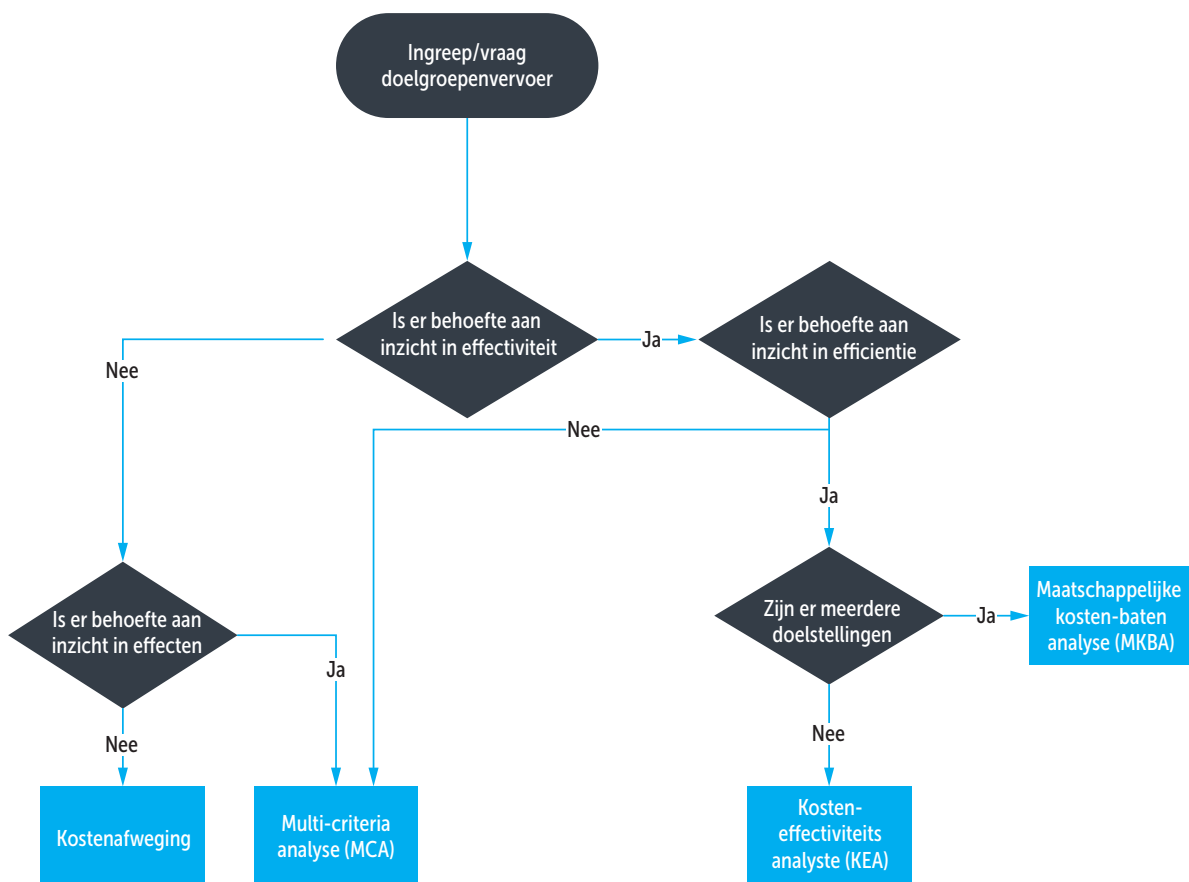 Ingreep/vraag
doelgroepenvervoer
Is er behoefte aan
inzicht in effectiviteit
Ja
Is er behoefte aan
inzicht in efficientie
Nee
Nee
Ja
Is er behoefte aan
inzicht in effecten
Ja
Zijn er meerdere
doelstellingen
Ja
Maatschappelijke
kosten-baten
analyse (MKBA)
Nee
Nee
Kostenafweging
Multi-criteria
analyse (MCA)
Kosten-
effectiviteits
analyste (KEA)